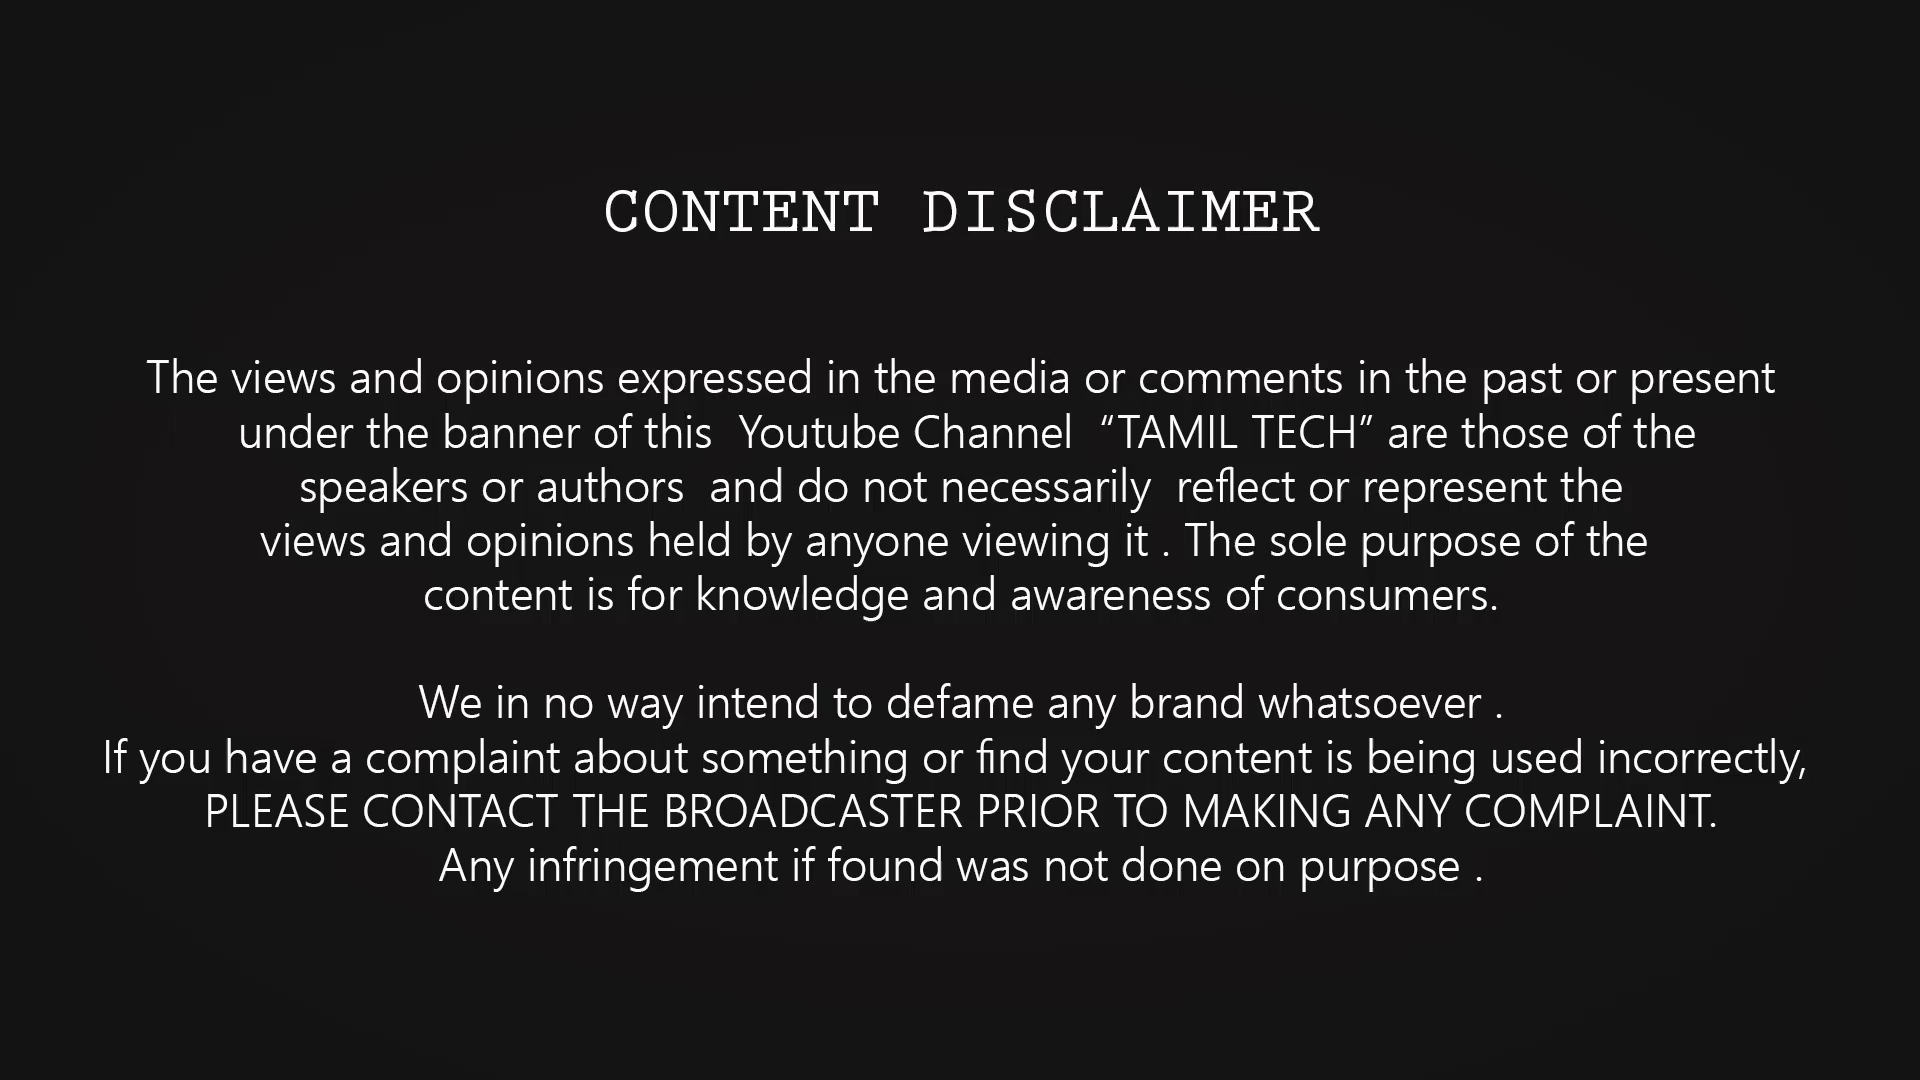 CONTENT DISCLAIMER
The views and opinions expressed in the media or comments in the past or present
under the banner of this Youtube Channel “TAMIL TECH” are those of the
speakers or authors and do not necessarily reflect or represent the
views and opinions held by anyone viewing it . The sole purpose of the
content is for knowledge and awareness of consumers.
We in no way intend to defame any brand whatsoever .
If you have a complaint about something or find your content is being used incorrectly,
PLEASE CONTACT THE BROADCASTER PRIOR TO MAKING ANY COMPLAINT.
Any infringement if found was not done on purpose .